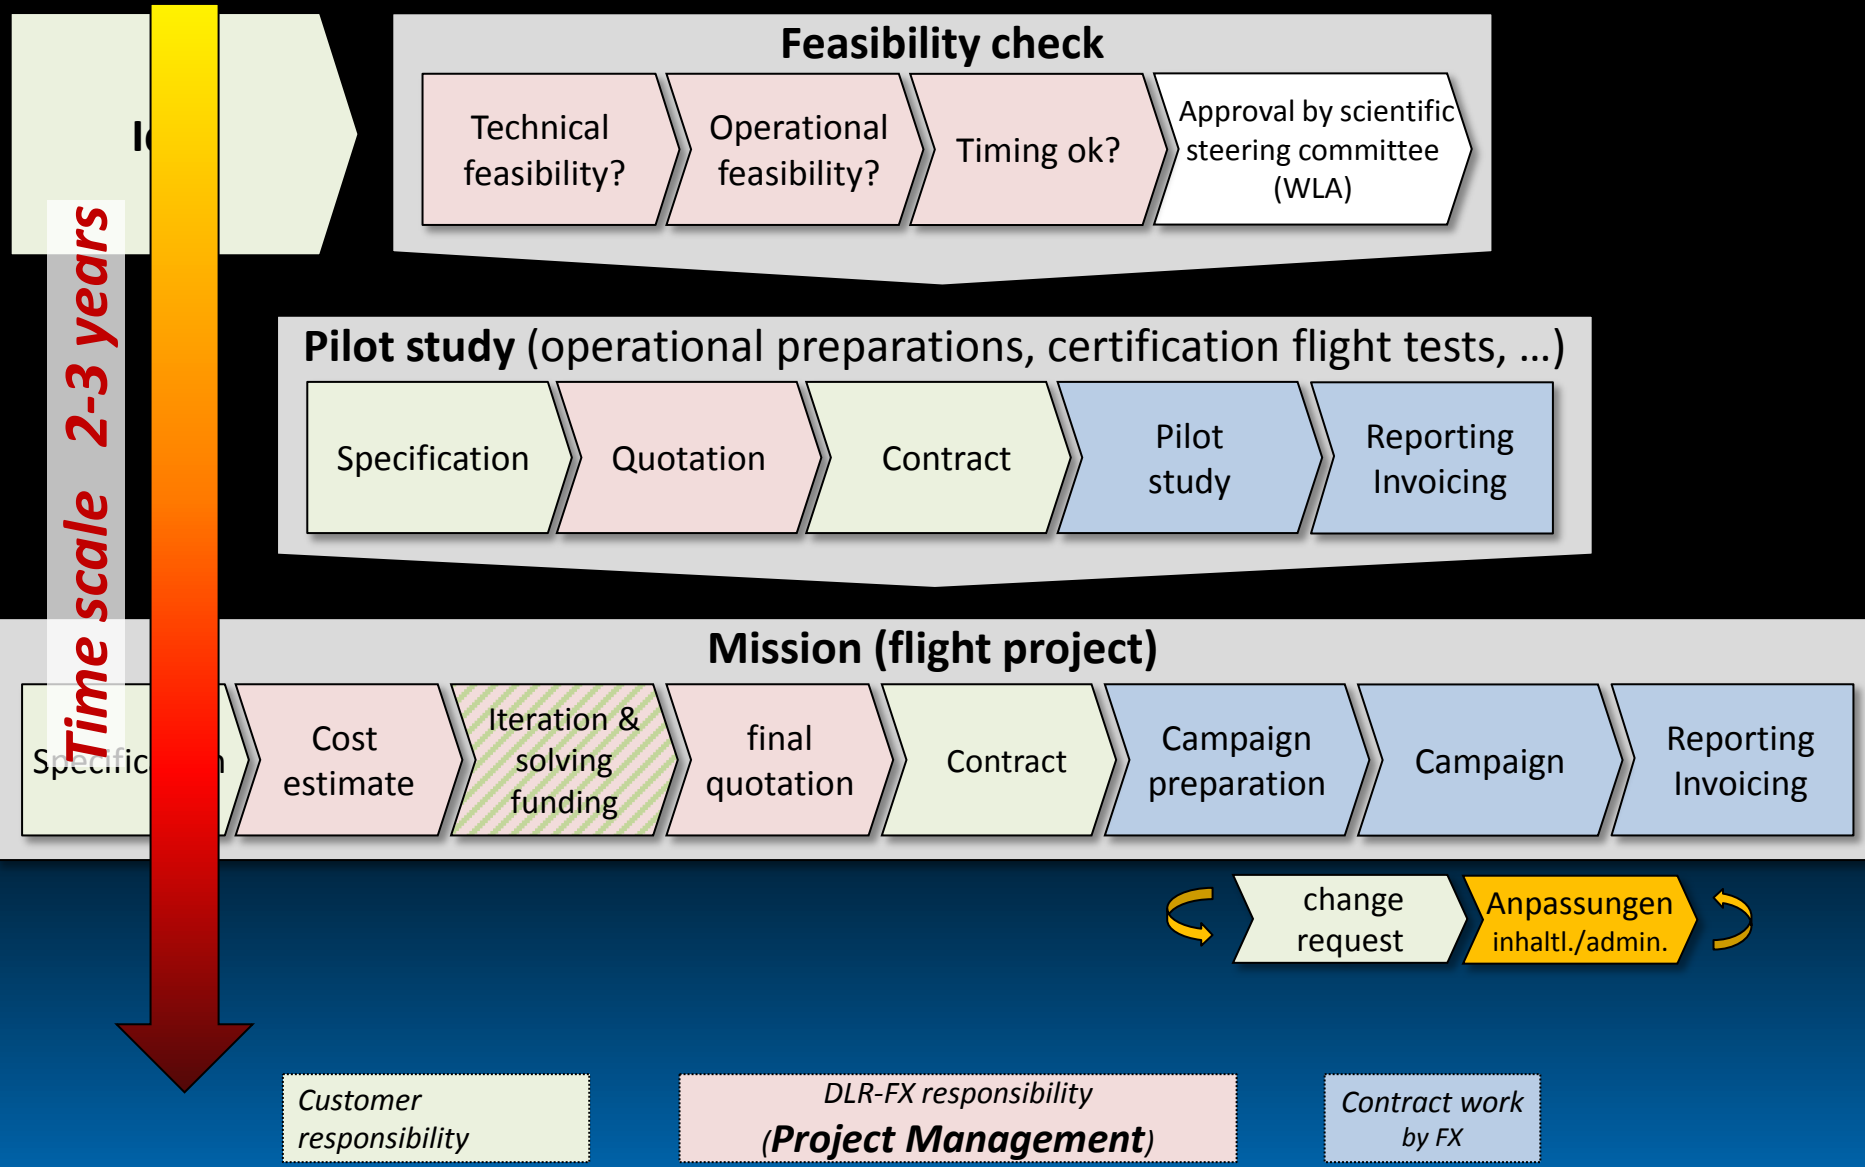 Feasibility check
Technical
feasibility?
Operational
feasibility?
Timing ok?
Approval by scientific
steering committee
(WLA)
Time scale 2-3 years
Pilot study (operational preparations, certification flight tests, ...)
Specification
Quotation
Contract
Pilot
study
Reporting
Invoicing
Mission (flight project)
Cost
estimate
Iteration &
solving
funding
final
quotation
Contract
Campaign
preparation
Campaign
Reporting
Invoicing
change
request
Anpassungen
inhaltl./admin.
Customer
responsibility
DLR-FX responsibility
(Project Management)
Contract work
by FX